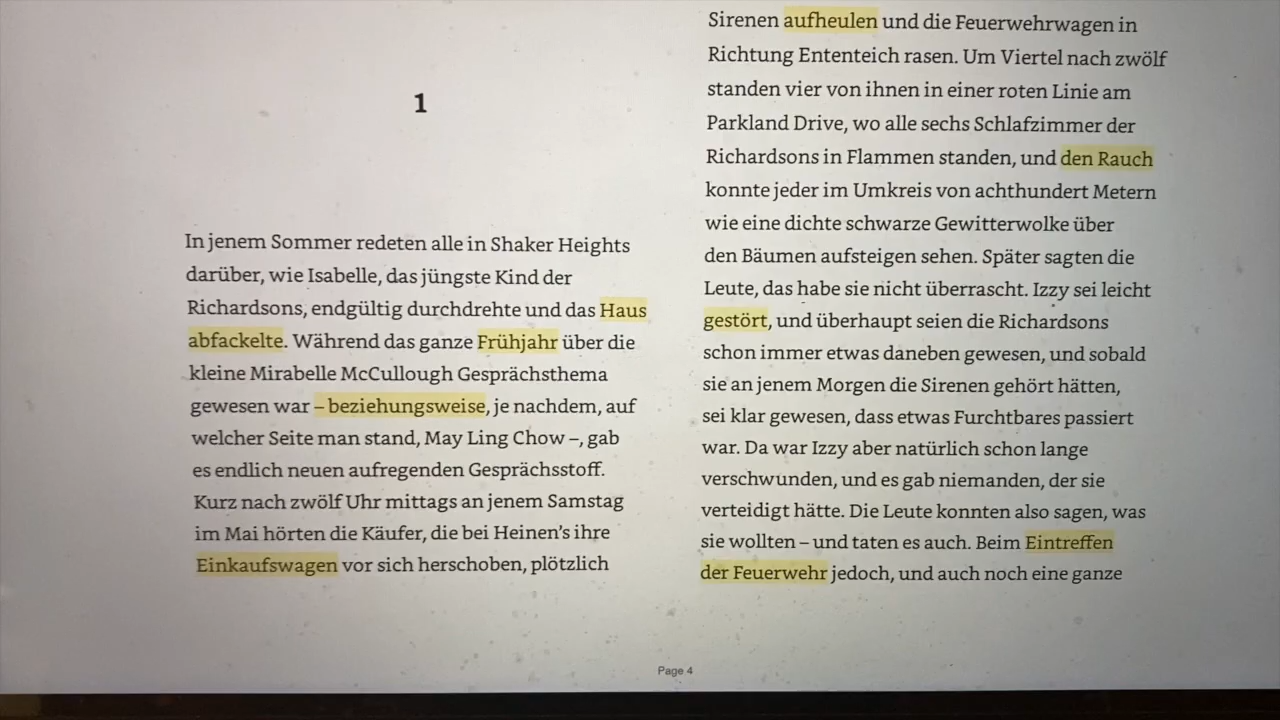 1
In jenem Sommer redeten alle in Shaker Heights
darüber, wie Isabelle, das jüngste Kind der
Richardsons, endgültig durchdrehte und das Haus
abfackelte. Während das ganze Frühjahr über die
kleine Mirabelle McCullough Gesprächsthema
gewesen war – beziehungsweise, je nachdem, auf
welcher Seite man stand, May Ling Chow –, gab
es endlich neuen aufregenden Gesprächsstoff.
Kurz nach zwölf Uhr mittags an jenem Samstag
im Mai hörten die Käufer, die bei Heinen's ihre
Einkaufswagen vor sich herschoben, plötzlich
Sirenen aufheulen und die Feuerwehrwagen in
Richtung Ententeich rasen. Um Viertel nach zwölf
standen vier von ihnen in einer roten Linie am
Parkland Drive, wo alle sechs Schlafzimmer der
Richardsons in Flammen standen, und den Rauch
konnte jeder im Umkreis von achthundert Metern
wie eine dichte schwarze Gewitterwolke über
den Bäumen aufsteigen sehen. Später sagten die
Leute, das habe sie nicht überrascht. Izzy sei leicht
gestört, und überhaupt seien die Richardsons
schon immer etwas daneben gewesen, und sobald
sie an jenem Morgen die Sirenen gehört hätten,
sei klar gewesen, dass etwas Furchtbares passiert
war. Da war Izzy aber natürlich schon lange
verschwunden, und es gab niemanden, der sie
verteidigt hätte. Die Leute konnten also sagen, was
sie wollten – und taten es auch. Beim Eintreffen
der Feuerwehr jedoch, und auch noch eine ganze
Page 4